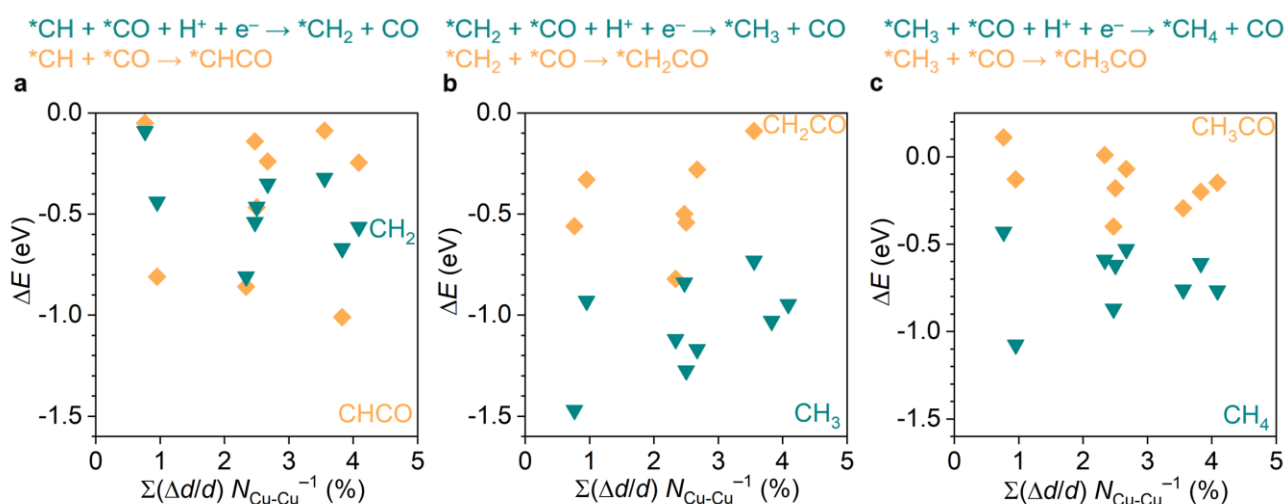 *CH + *CO + H⁺ + e⁻ → *CH₂ + CO
*CH + *CO → *CHCO
*CH₂ + *CO + H⁺ + e⁻ → *CH₃ + CO
*CH₂ + *CO → *CH₂CO
*CH₃ + *CO + H⁺ + e⁻ → *CH₄ + CO
*CH₃ + *CO → *CH₃CO
a
0.0
-0.5
-1.0
-1.5
ΔE (eV)
CH₂
CHCO
0 1 2 3 4 5
Σ(Δd/d) N_Cu-Cu⁻¹ (%)
b
0.0
-0.5
-1.0
-1.5
ΔE (eV)
CH₂CO
CH₃
0 1 2 3 4 5
Σ(Δd/d) N_Cu-Cu⁻¹ (%)
c
0.0
-0.5
-1.0
-1.5
ΔE (eV)
CH₃CO
CH₄
0 1 2 3 4 5
Σ(Δd/d) N_Cu-Cu⁻¹ (%)